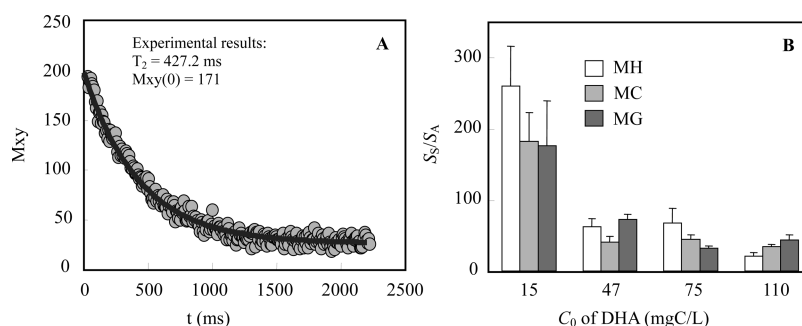 250
200
150
100
50
0
Mxy
Experimental results:
T₂ = 427.2 ms
Mxy(0) = 171
A
0 500 1000 1500 2000 2500
t (ms)
300
200
100
0
S_S/S_A
B
MH
MC
MG
15 47 75 110
C₀ of DHA (mgC/L)